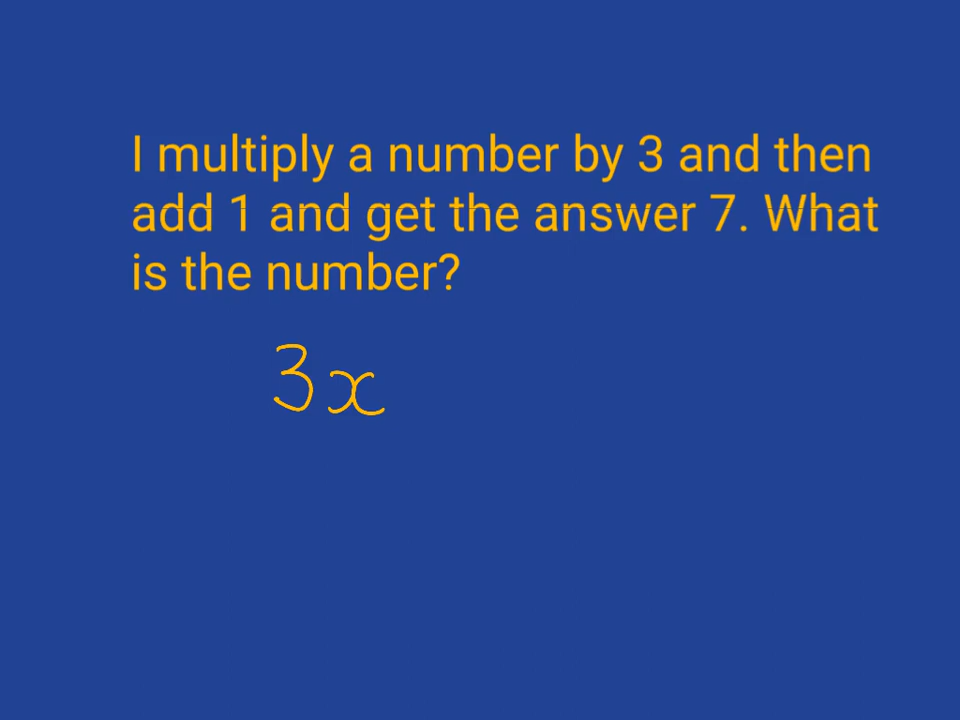 I multiply a number by 3 and then
add 1 and get the answer 7. What
is the number?
3x